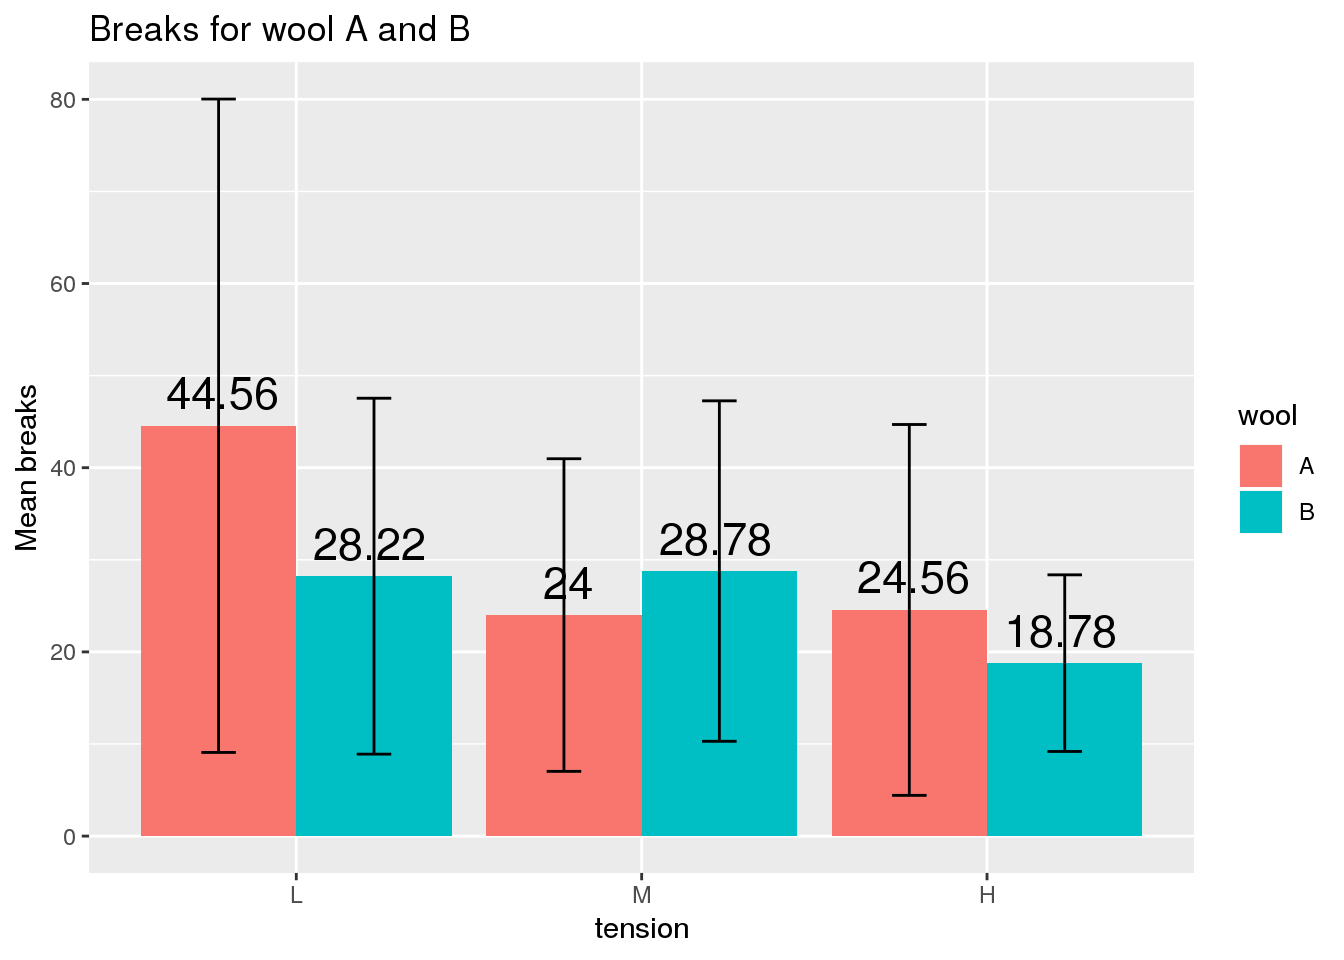 Breaks for wool A and B
Mean breaks
80
60
40
20
0
44.56
28.22
24
28.78
24.56
18.78
L
M
H
tension
wool
A
B